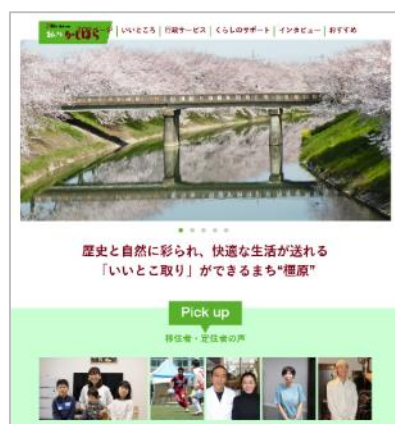 いいところ | 行政サービス | くらしのサポート | インタビュー | おすすめ
歴史と自然に彩られ、快適な生活が送れる
「いいとこ取り」ができるまち“橿原”
Pick up
移住者・定住者の声